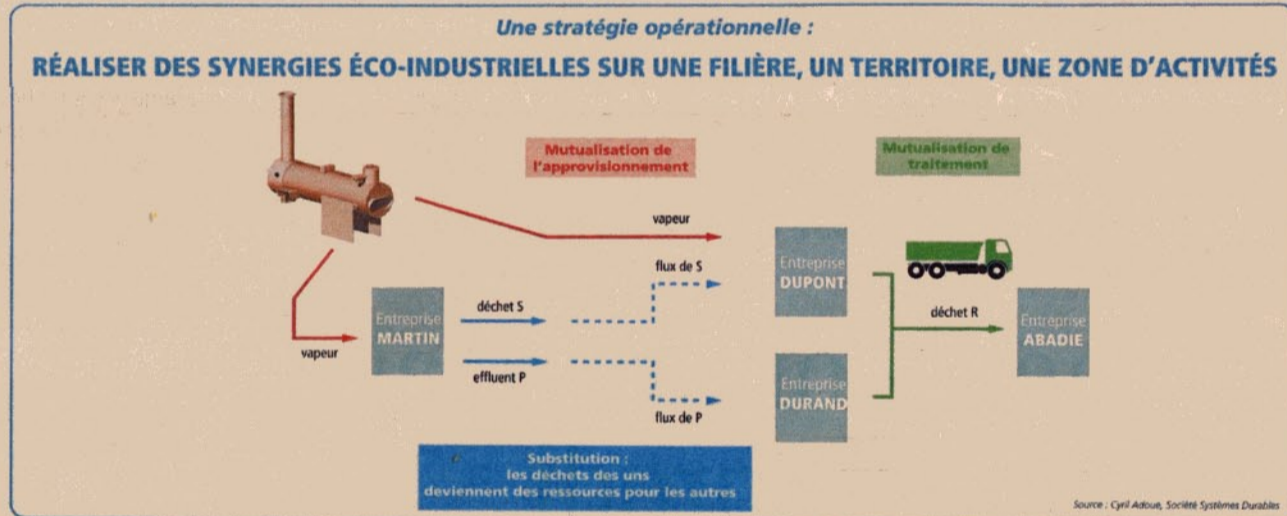 Une stratégie opérationnelle :
RÉALISER DES SYNERGIES ÉCO-INDUSTRIELLES SUR UNE FILIÈRE, UN TERRITOIRE, UNE ZONE D'ACTIVITÉS
Mutualisation de
l'approvisionnement
Mutualisation de
traitement
vapeur
flux de S
Entreprise
DUPONT
déchet S
Entreprise
MARTIN
vapeur
effluent P
déchet R
Entreprise
ABADIE
Entreprise
DURAND
flux de P
Substitution :
les déchets des uns
deviennent des ressources pour les autres
Source : Cyril Adoue, Société Systèmes Durables